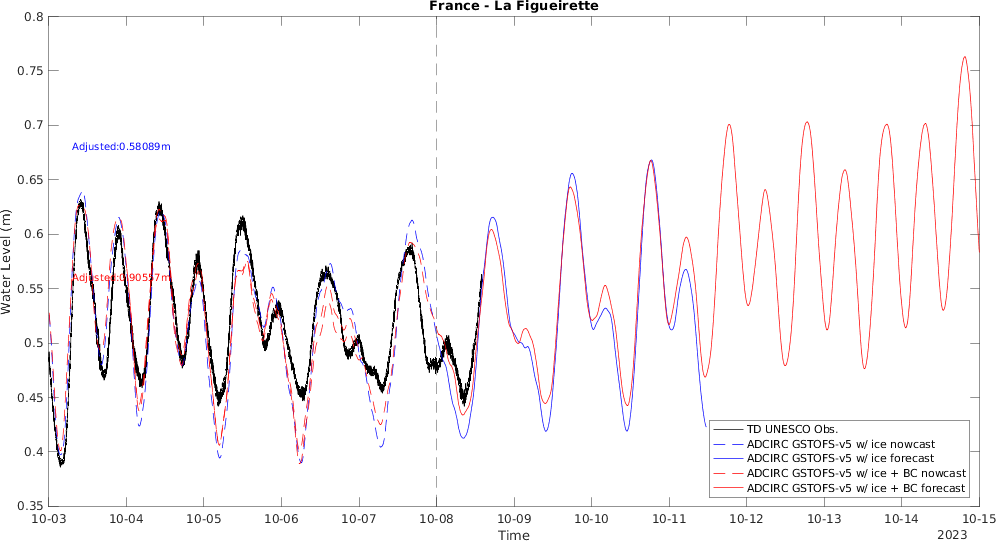 France - La Figueirette
0.8
0.75
0.7
0.65
0.6
0.55
0.5
0.45
0.4
0.35
Water Level (m)
Adjusted:0.58089m
Adjusted:0.90557m
TD UNESCO Obs.
ADCIRC GSTOFS-v5 w/ ice nowcast
ADCIRC GSTOFS-v5 w/ ice forecast
ADCIRC GSTOFS-v5 w/ ice + BC nowcast
ADCIRC GSTOFS-v5 w/ ice + BC forecast
10-03 10-04 10-05 10-06 10-07 10-08 10-09 10-10 10-11 10-12 10-13 10-14 10-15
Time
2023